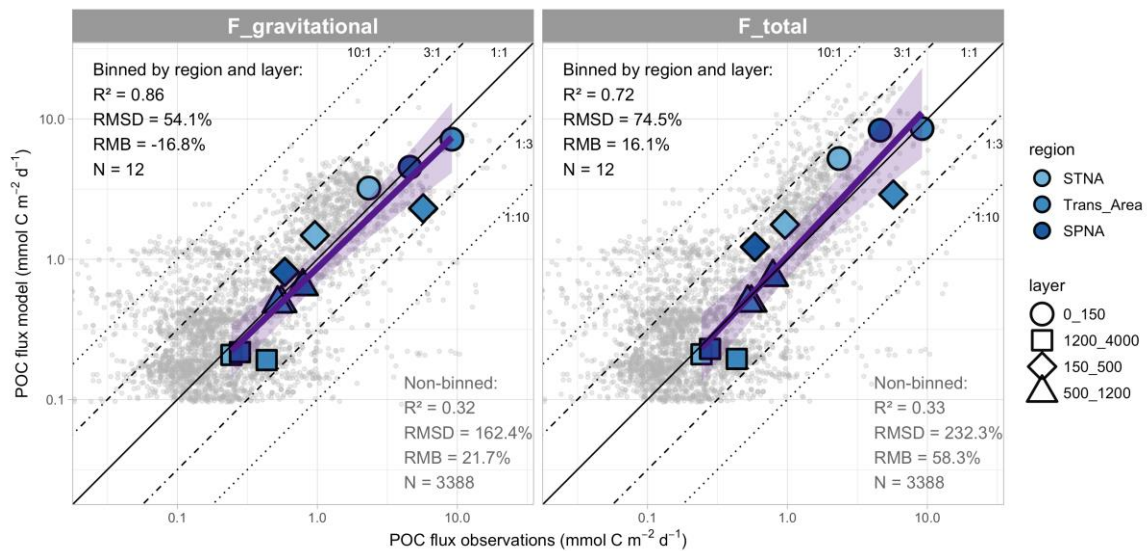 F_gravitational
F_total
10:1
3:1
1:1
10:1
3:1
1:1
Binned by region and layer:
R² = 0.86
RMSD = 54.1%
RMB = -16.8%
N = 12
Binned by region and layer:
R² = 0.72
RMSD = 74.5%
RMB = 16.1%
N = 12
1:3
1:10
1:3
1:10
Non-binned:
R² = 0.32
RMSD = 162.4%
RMB = 21.7%
N = 3388
Non-binned:
R² = 0.33
RMSD = 232.3%
RMB = 58.3%
N = 3388
POC flux model (mmol C m⁻² d⁻¹)
10.0
1.0
0.1
0.1
1.0
10.0
0.1
1.0
10.0
POC flux observations (mmol C m⁻² d⁻¹)
region
STNA
Trans_Area
SPNA
layer
0_150
1200_4000
150_500
500_1200